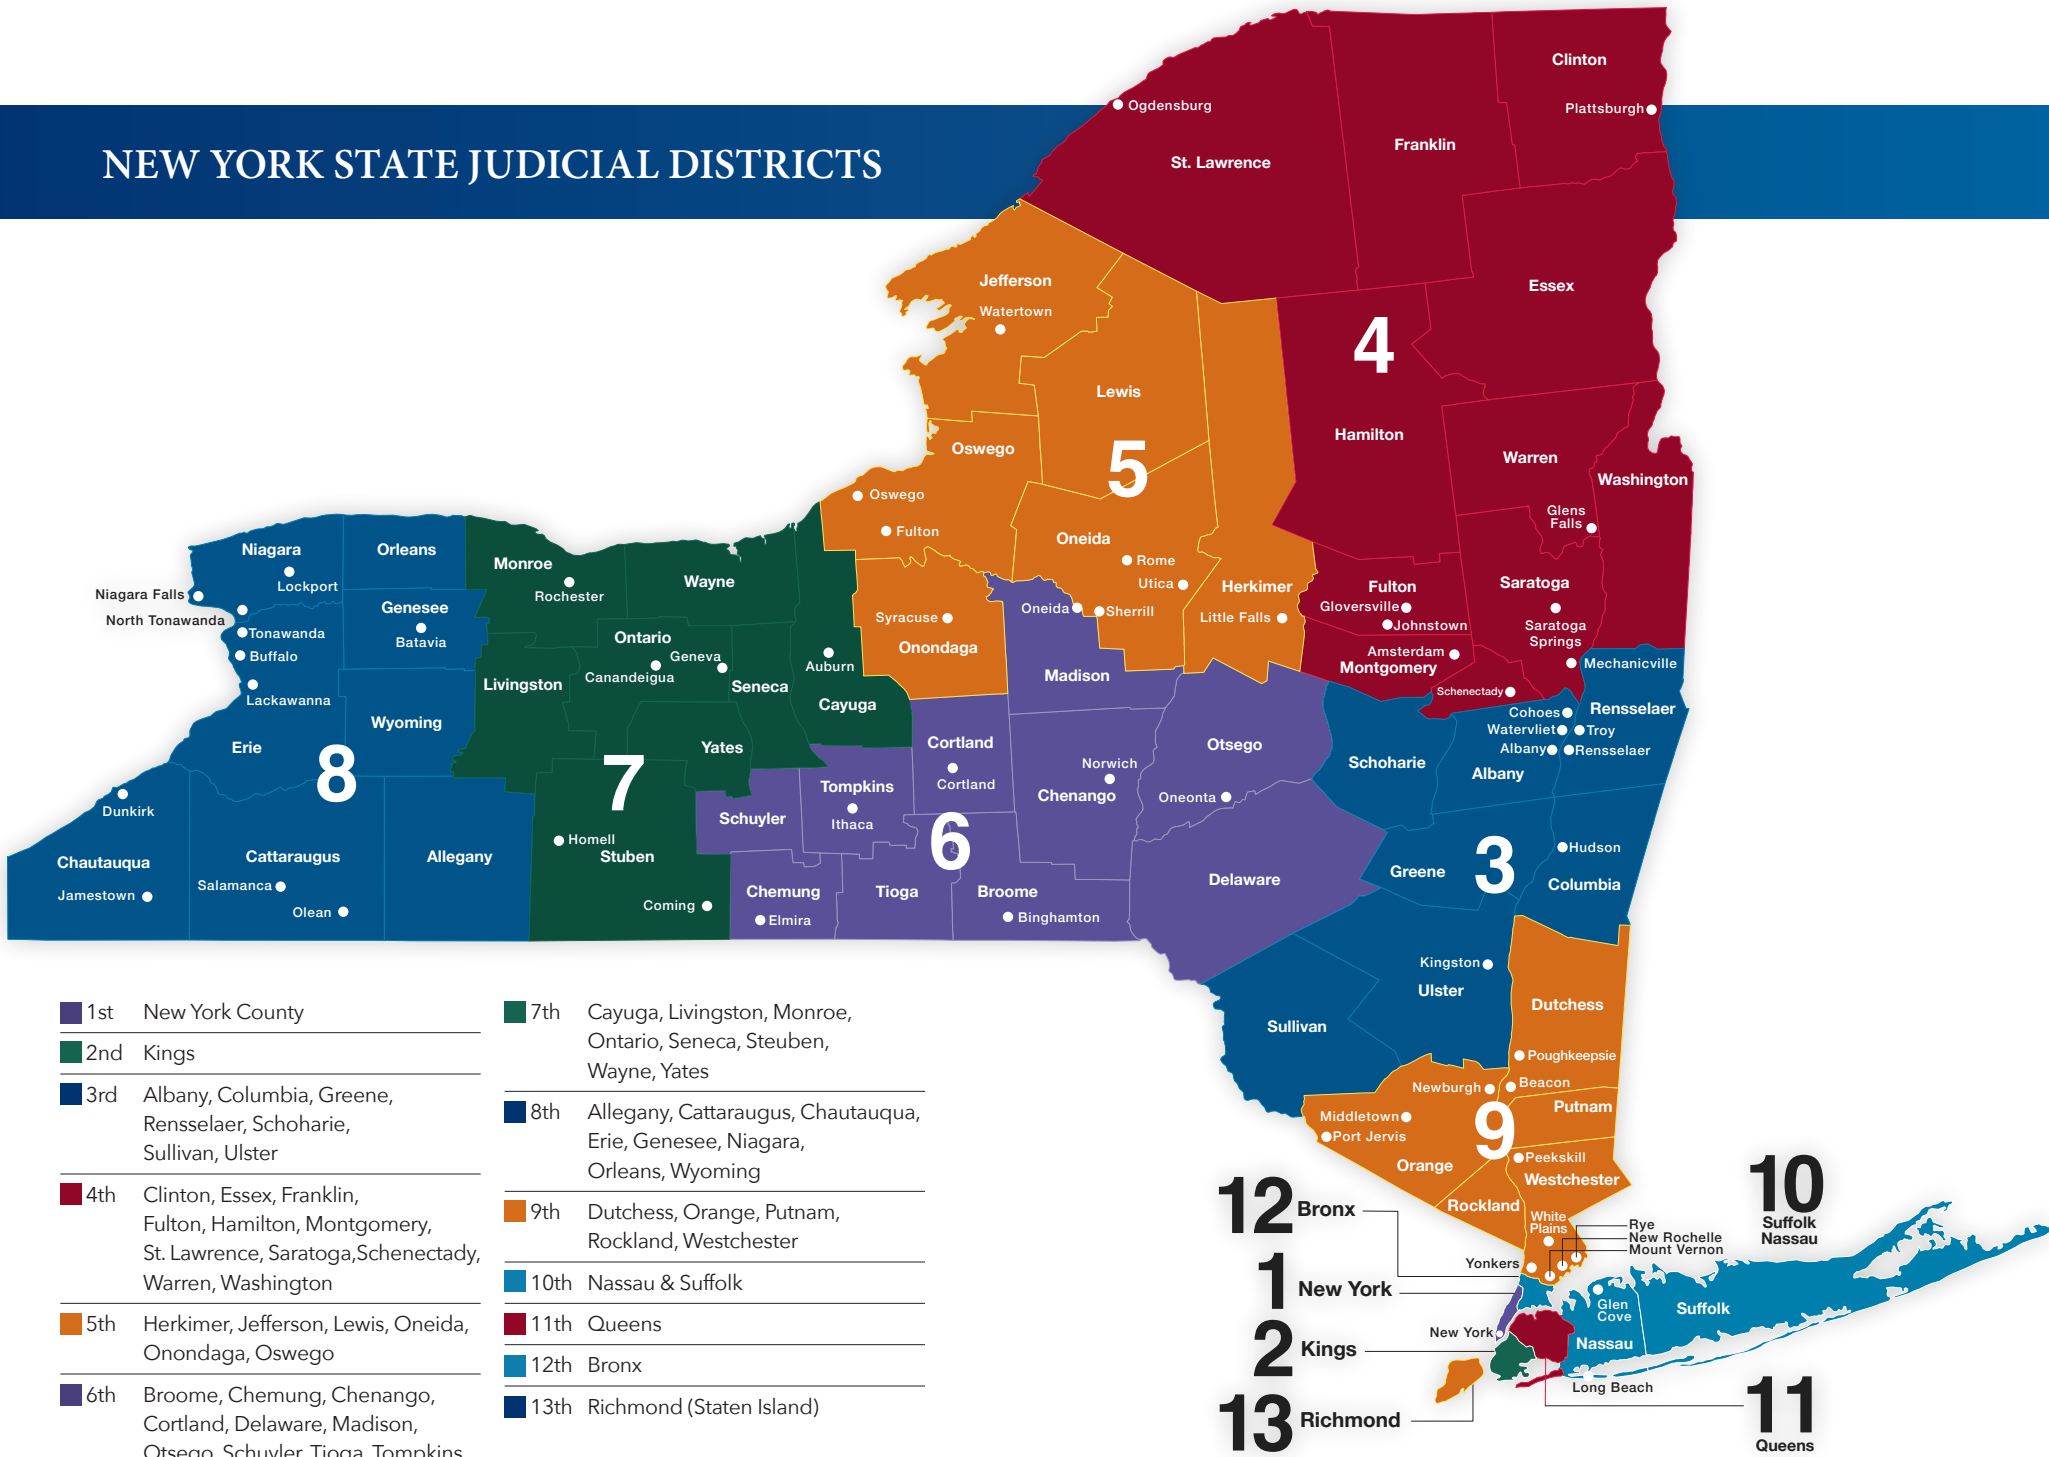 NEW YORK STATE JUDICIAL DISTRICTS
Clinton
Plattsburgh
Ogdensburg
St. Lawrence
Franklin
Essex
Jefferson
Watertown
4
Lewis
Hamilton
Oswego
5
Warren
Washington
Oswego
Glens
Falls
Fulton
Oneida
Rome
Utica
Herkimer
Little Falls
Fulton
Gloversville
Johnstown
Saratoga
Saratoga
Springs
Amsterdam
Montgomery
Mechanicville
Schenectady
Niagara
Lockport
Orleans
Niagara Falls
North Tonawanda
Genesee
Batavia
Tonawanda
Buffalo
Lackawanna
Wyoming
Erie
8
Dunkirk
Chautauqua
Jamestown
Cattaraugus
Salamanca
Olean
Allegany
Monroe
Rochester
Wayne
Ontario
Geneva
Canandeigua
Livingston
Seneca
Auburn
Cayuga
Yates
7
Homell
Stuben
Coming
Syracuse
Onondaga
Oneida
Sherrill
Madison
Cortland
Cortland
Norwich
Chenango
Otsego
Oneonta
Tompkins
Ithaca
Schuyler
6
Chemung
Elmira
Tioga
Broome
Binghamton
Delaware
Cohoes
Rensselaer
Watervliet
Troy
Albany
Rensselaer
Schoharie
Albany
Greene
3
Hudson
Columbia
Kingston
Ulster
Sullivan
Dutchess
Poughkeepsie
Newburgh
Beacon
Middletown
Putnam
Port Jervis
9
Orange
Peekskill
Westchester
Rockland
White
Plains
Rye
New Rochelle
Mount Vernon
Yonkers
12 Bronx
1 New York
New York
2 Kings
13 Richmond
10
Suffolk
Nassau
Glen
Cove
Suffolk
Nassau
Long Beach
11
Queens
1st New York County
2nd Kings
3rd Albany, Columbia, Greene,
Rensselaer, Schoharie,
Sullivan, Ulster
4th Clinton, Essex, Franklin,
Fulton, Hamilton, Montgomery,
St. Lawrence, Saratoga,Schenectady,
Warren, Washington
5th Herkimer, Jefferson, Lewis, Oneida,
Onondaga, Oswego
6th Broome, Chemung, Chenango,
Cortland, Delaware, Madison,
Otsego, Schuyler, Tioga, Tompkins
7th Cayuga, Livingston, Monroe,
Ontario, Seneca, Steuben,
Wayne, Yates
8th Allegany, Cattaraugus, Chautauqua,
Erie, Genesee, Niagara,
Orleans, Wyoming
9th Dutchess, Orange, Putnam,
Rockland, Westchester
10th Nassau & Suffolk
11th Queens
12th Bronx
13th Richmond (Staten Island)